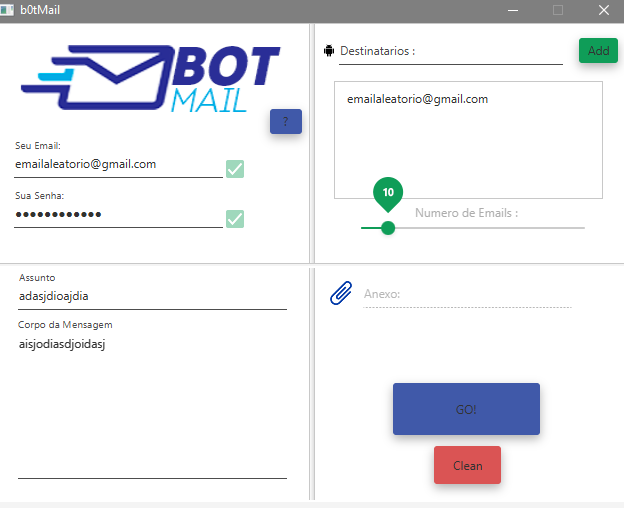 b0tMail
BOT
MAIL
?
Seu Email:
emailaleatorio@gmail.com
Sua Senha:
••••••••••••
Destinatarios :
Add
emailaleatorio@gmail.com
10
Numero de Emails :
Assunto
adasjdioajdia
Corpo da Mensagem
aisjodiasdjoidasj
Anexo:
GO!
Clean